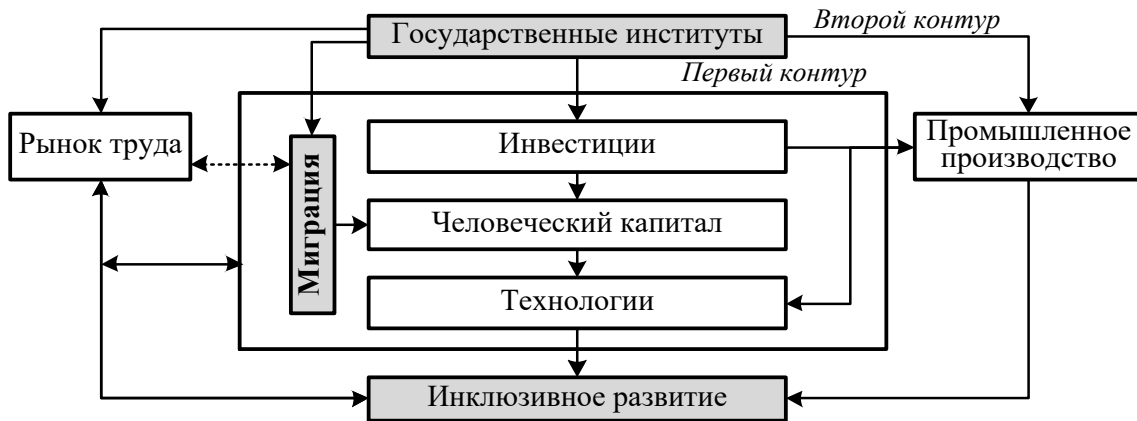 Государственные институты
Второй контур
Первый контур
Рынок труда
Миграция
Инвестиции
Промышленное
производство
Человеческий капитал
Технологии
Инклюзивное развитие